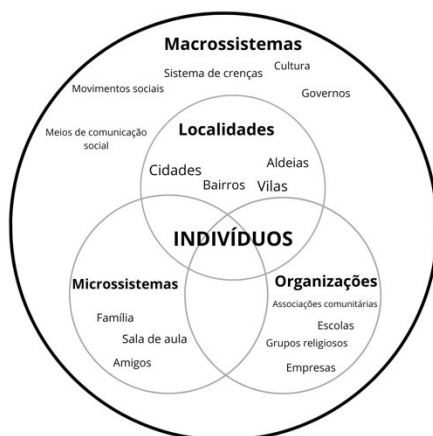 Macrossistemas
Cultura
Sistema de crenças
Movimentos sociais
Governos
Meios de comunicação
social
Localidades
Aldeias
Cidades
Bairros
Vilas
INDIVÍDUOS
Microssistemas
Organizações
Associações comunitárias
Família
Escolas
Sala de aula
Grupos religiosos
Amigos
Empresas